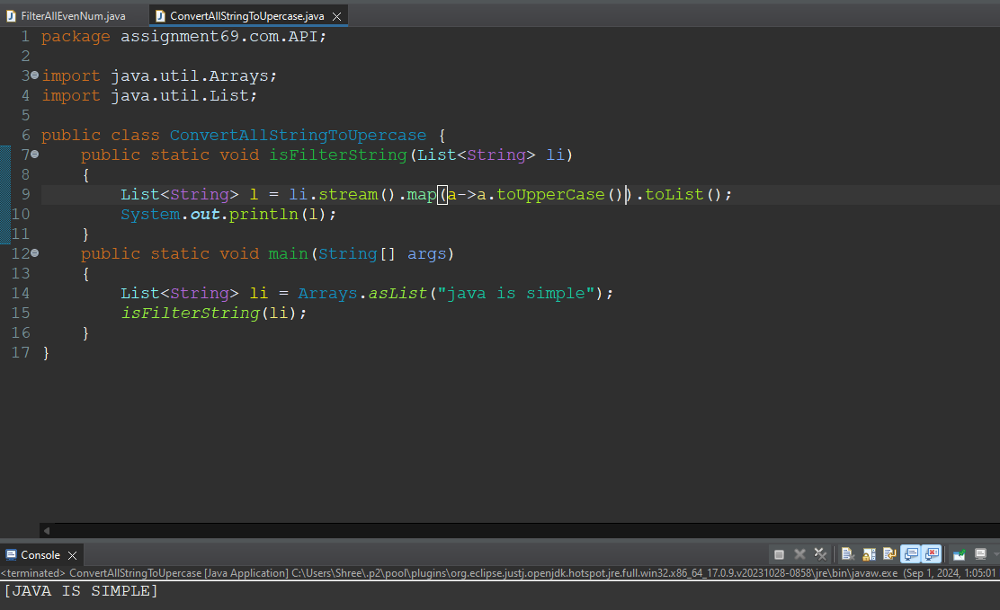 FilterAllEvenNum.java ConvertAllStringToUpercase.java
1 package assignment69.com.API;
2
3 import java.util.Arrays;
4 import java.util.List;
5
6 public class ConvertAllStringToUpercase {
7     public static void isFilterString(List<String> li)
8     {
9         List<String> l = li.stream().map(a->a.toUpperCase()).toList();
10         System.out.println(l);
11     }
12     public static void main(String[] args)
13     {
14         List<String> li = Arrays.asList("java is simple");
15         isFilterString(li);
16     }
17 }
Console
<terminated> ConvertAllStringToUpercase [Java Application] C:\Users\Shree\.p2\pool\plugins\org.eclipse.justj.openjdk.hotspot.jre.full.win32.x86_64_17.0.9.v20231028-0858\jre\bin\javaw.exe (Sep 1, 2024, 1:05:01
[JAVA IS SIMPLE]